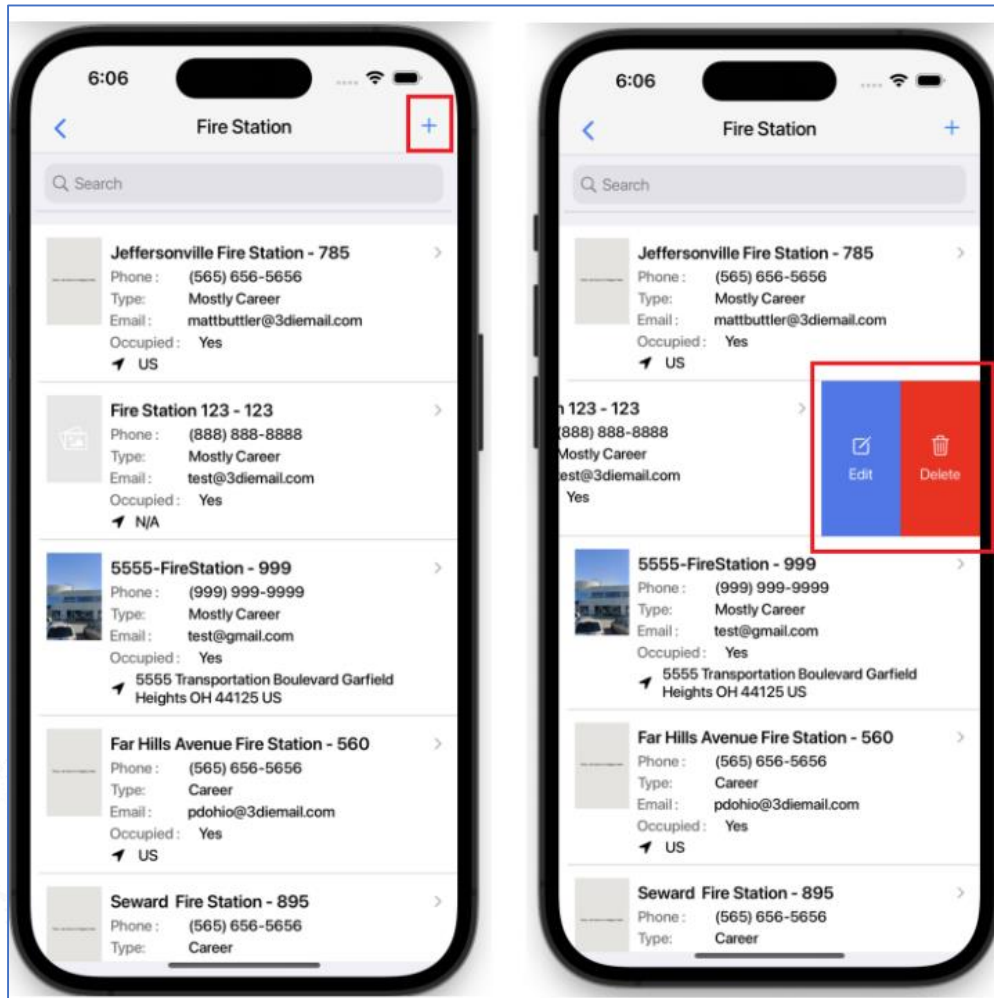 6:06
Fire Station
Search
Jeffersonville Fire Station - 785
Phone : (565) 656-5656
Type: Mostly Career
Email : mattbuttler@3diemail.com
Occupied : Yes
US
Fire Station 123 - 123
Phone : (888) 888-8888
Type: Mostly Career
Email : test@3diemail.com
Occupied : Yes
N/A
5555-FireStation - 999
Phone : (999) 999-9999
Type: Mostly Career
Email : test@gmail.com
Occupied : Yes
5555 Transportation Boulevard Garfield
Heights OH 44125 US
Far Hills Avenue Fire Station - 560
Phone : (565) 656-5656
Type: Career
Email : pdohio@3diemail.com
Occupied : Yes
US
Seward Fire Station - 895
Phone : (565) 656-5656
Type: Career
6:06
Fire Station
Search
Jeffersonville Fire Station - 785
Phone : (565) 656-5656
Type: Mostly Career
Email : mattbuttler@3diemail.com
Occupied : Yes
US
n 123 - 123
(888) 888-8888
Mostly Career
est@3diemail.com
Yes
Edit Delete
5555-FireStation - 999
Phone : (999) 999-9999
Type: Mostly Career
Email : test@gmail.com
Occupied : Yes
5555 Transportation Boulevard Garfield
Heights OH 44125 US
Far Hills Avenue Fire Station - 560
Phone : (565) 656-5656
Type: Career
Email : pdohio@3diemail.com
Occupied : Yes
US
Seward Fire Station - 895
Phone : (565) 656-5656
Type: Career